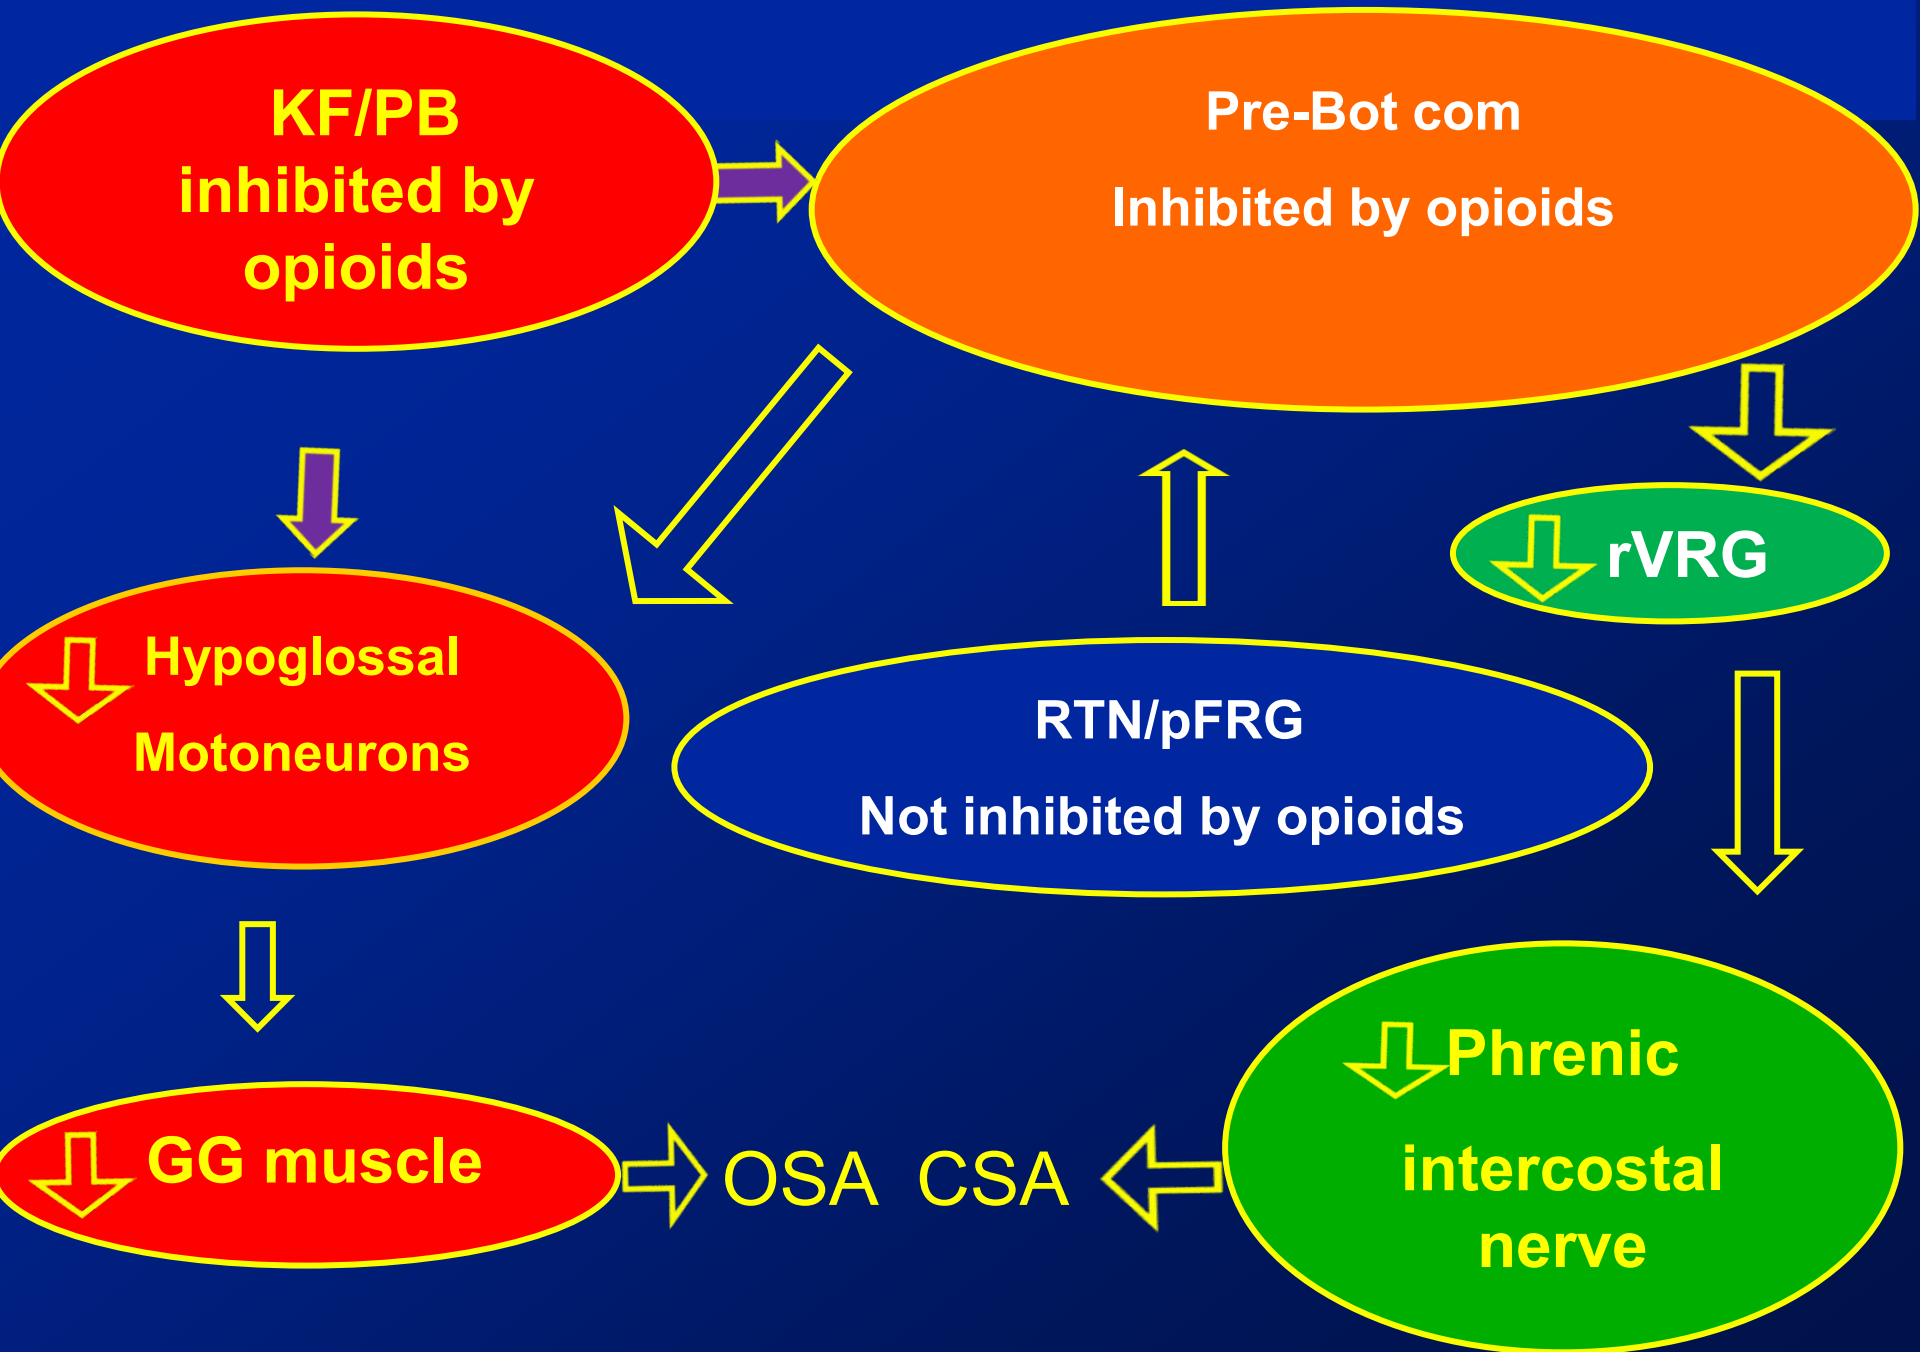 KF/PB
inhibited by
opioids
Pre-Bot com
Inhibited by opioids
rVRG
Hypoglossal
Motoneurons
RTN/pFRG
Not inhibited by opioids
GG muscle
OSA CSA
Phrenic
intercostal
nerve